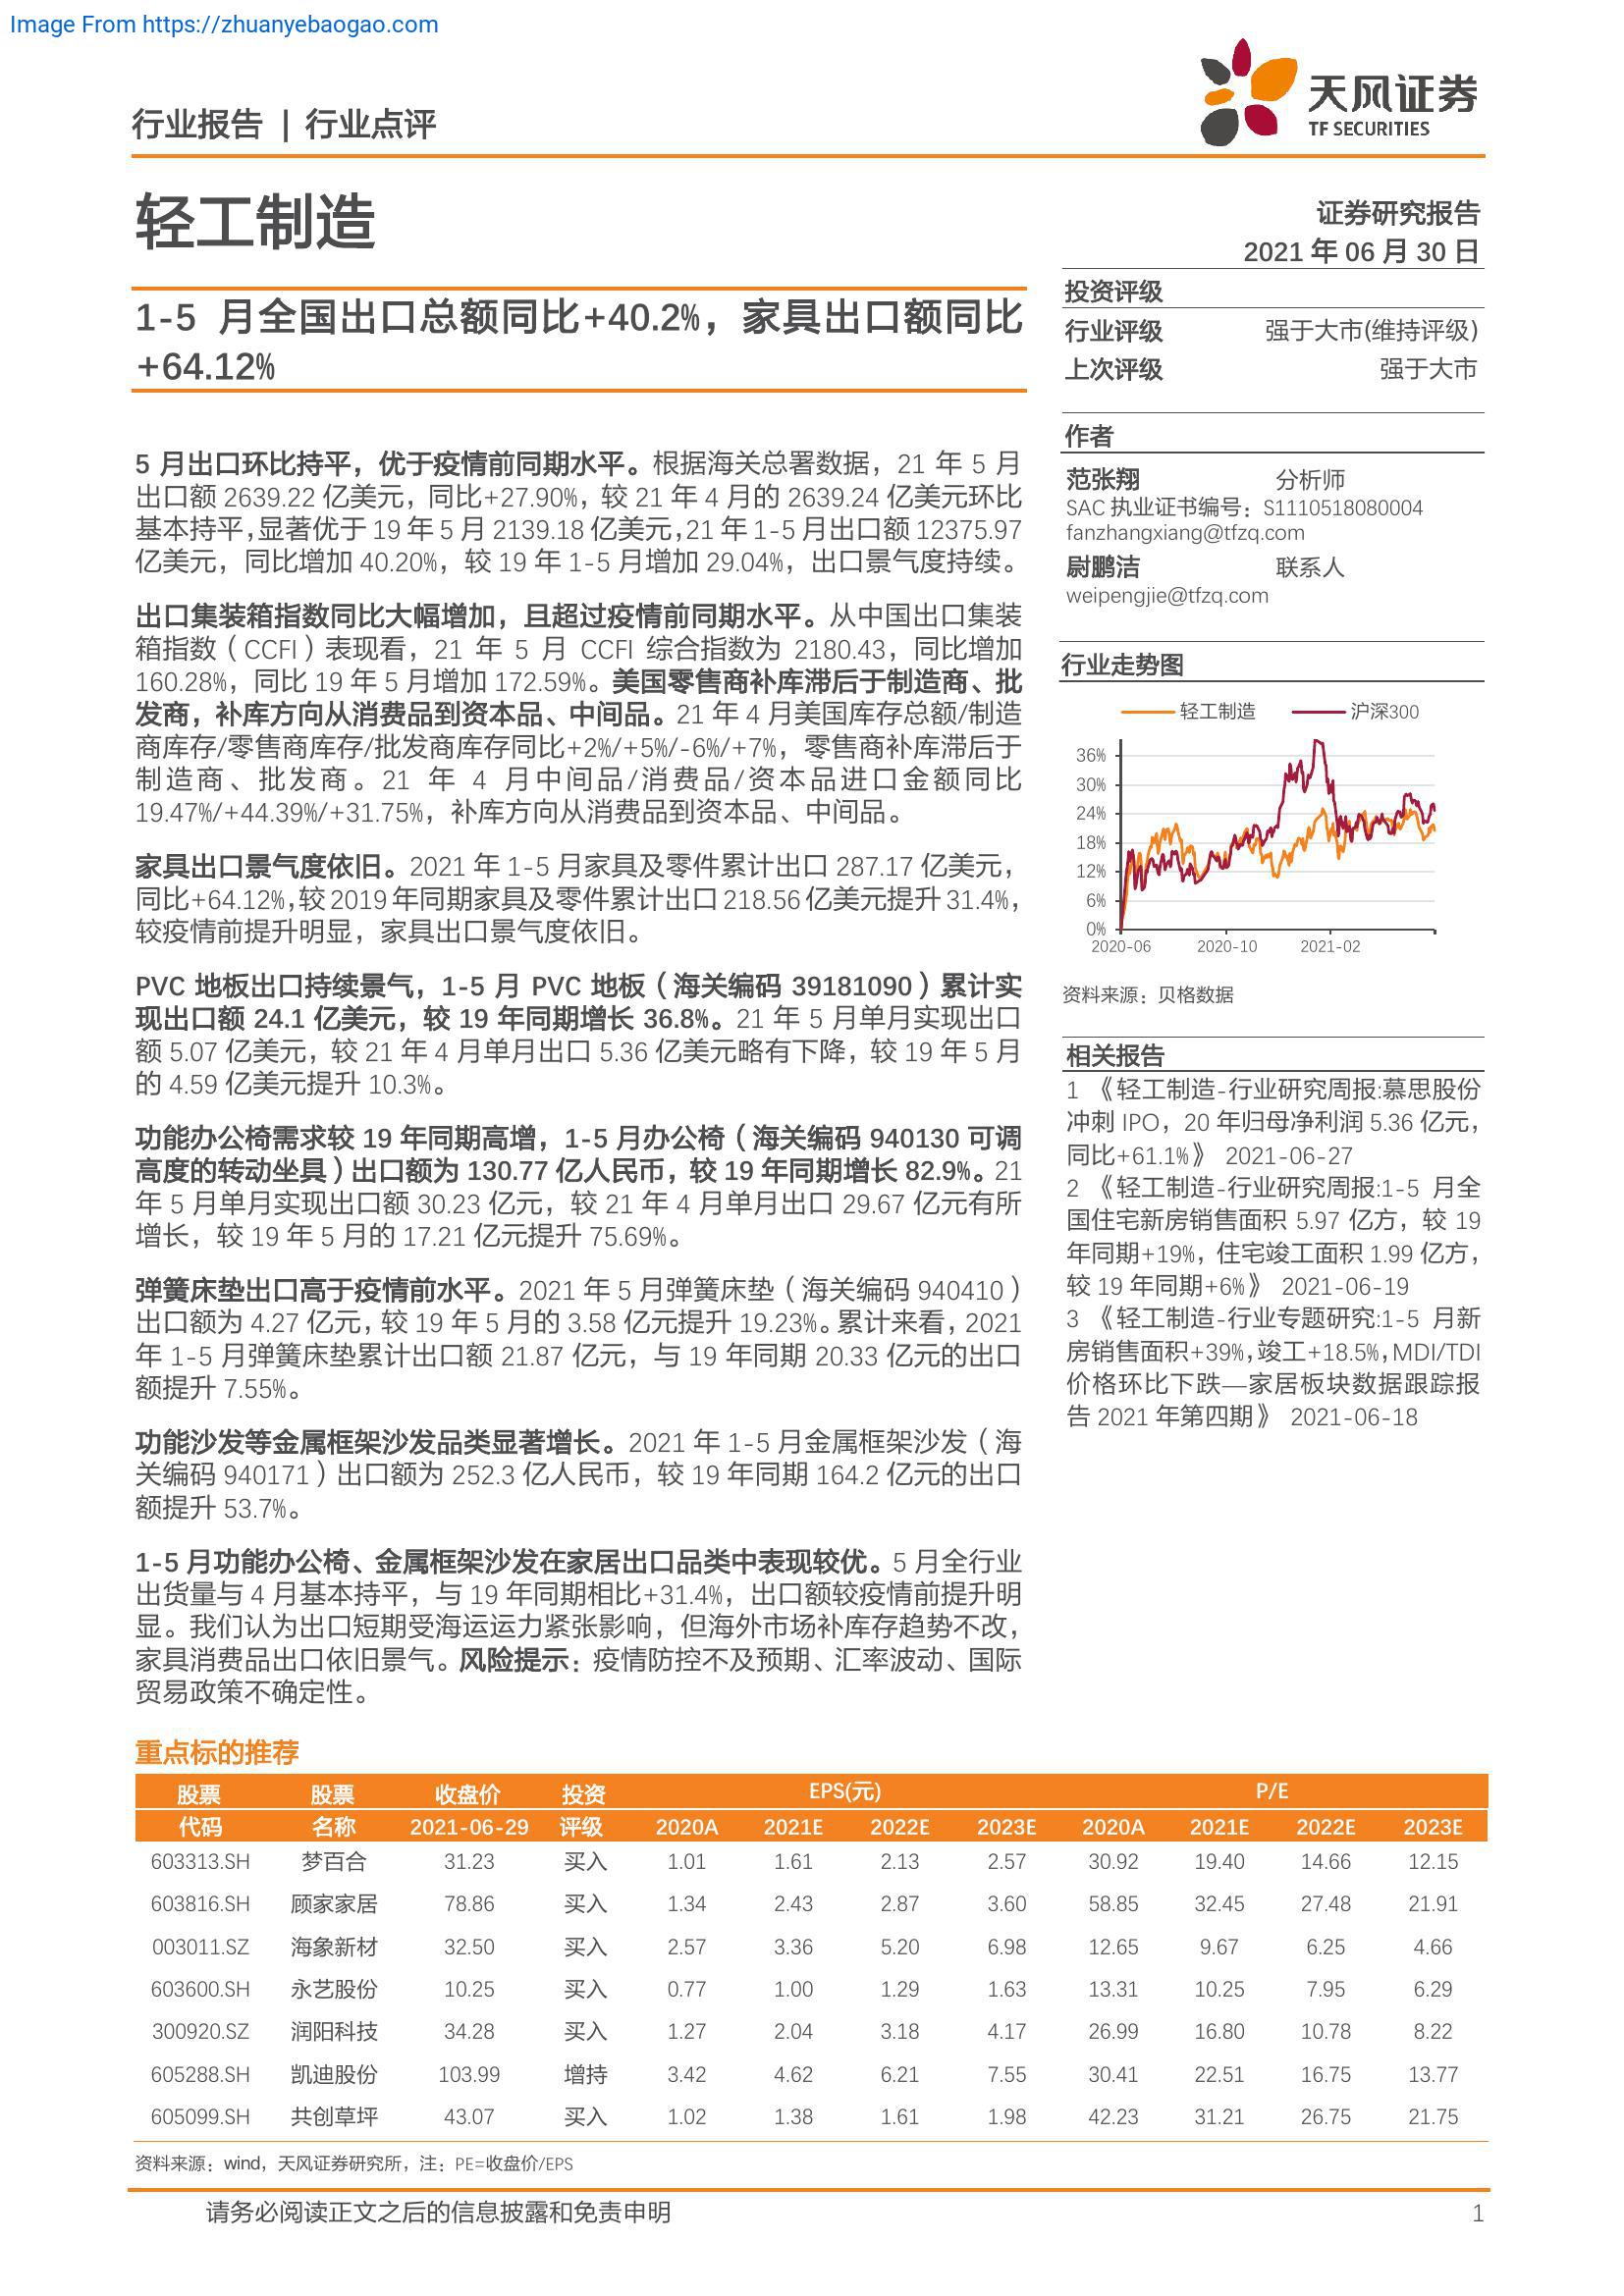 Image From https://zhuanyebaogao.com
行业报告 | 行业点评
天风证券
TF SECURITIES
轻工制造
证券研究报告
2021 年 06 月 30 日
1-5 月全国出口总额同比+40.2%，家具出口额同比
+64.12%
5 月出口环比持平，优于疫情前同期水平。根据海关总署数据，21 年 5 月
出口额 2639.22 亿美元，同比+27.90%，较 21 年 4 月的 2639.24 亿美元环比
基本持平，显著优于 19 年 5 月 2139.18 亿美元，21 年 1-5 月出口额 12375.97
亿美元，同比增加 40.20%，较 19 年 1-5 月增加 29.04%，出口景气度持续。
出口集装箱指数同比大幅增加，且超过疫情前同期水平。从中国出口集装
箱指数（CCFI）表现看，21 年 5 月 CCFI 综合指数为 2180.43，同比增加
160.28%，同比 19 年 5 月增加 172.59%。美国零售商补库滞后于制造商、批
发商，补库方向从消费品到资本品、中间品。21 年 4 月美国库存总额/制造
商库存/零售商库存/批发商库存同比+2%/+5%/-6%/+7%，零售商补库滞后于
制造商、批发商。21 年 4 月中间品/消费品/资本品进口金额同比
19.47%/+44.39%/+31.75%，补库方向从消费品到资本品、中间品。
家具出口景气度依旧。2021 年 1-5 月家具及零件累计出口 287.17 亿美元，
同比+64.12%，较 2019 年同期家具及零件累计出口 218.56 亿美元提升 31.4%，
较疫情前提升明显，家具出口景气度依旧。
PVC 地板出口持续景气，1-5 月 PVC 地板（海关编码 39181090）累计实
现出口额 24.1 亿美元，较 19 年同期增长 36.8%。21 年 5 月单月实现出口
额 5.07 亿美元，较 21 年 4 月单月出口 5.36 亿美元略有下降，较 19 年 5 月
的 4.59 亿美元提升 10.3%。
功能办公椅需求较 19 年同期高增，1-5 月办公椅（海关编码 940130 可调
高度的转动坐具）出口额为 130.77 亿人民币，较 19 年同期增长 82.9%。21
年 5 月单月实现出口额 30.23 亿元，较 21 年 4 月单月出口 29.67 亿元有所
增长，较 19 年 5 月的 17.21 亿元提升 75.69%。
弹簧床垫出口高于疫情前水平。2021 年 5 月弹簧床垫（海关编码 940410）
出口额为 4.27 亿元，较 19 年 5 月的 3.58 亿元提升 19.23%。累计来看，2021
年 1-5 月弹簧床垫累计出口额 21.87 亿元，与 19 年同期 20.33 亿元的出口
额提升 7.55%。
功能沙发等金属框架沙发品类显著增长。2021 年 1-5 月金属框架沙发（海
关编码 940171）出口额为 252.3 亿人民币，较 19 年同期 164.2 亿元的出口
额提升 53.7%。
1-5 月功能办公椅、金属框架沙发在家居出口品类中表现较优。5 月全行业
出货量与 4 月基本持平，与 19 年同期相比+31.4%，出口额较疫情前提升明
显。我们认为出口短期受海运运力紧张影响，但海外市场补库存趋势不改，
家具消费品出口依旧景气。风险提示：疫情防控不及预期、汇率波动、国际
贸易政策不确定性。
投资评级
行业评级 强于大市(维持评级)
上次评级 强于大市
作者
范张翔 分析师
SAC 执业证书编号：S1110518080004
fanzhangxiang@tfzq.com
尉鹏洁 联系人
weipengjie@tfzq.com
行业走势图
轻工制造 沪深300
36%
30%
24%
18%
12%
6%
0%
2020-06 2020-10 2021-02
资料来源：贝格数据
相关报告
1 《轻工制造-行业研究周报:慕思股份
冲刺 IPO，20 年归母净利润 5.36 亿元，
同比+61.1%》 2021-06-27
2 《轻工制造-行业研究周报:1-5 月全
国住宅新房销售面积 5.97 亿方，较 19
年同期+19%，住宅竣工面积 1.99 亿方，
较 19 年同期+6%》 2021-06-19
3 《轻工制造-行业专题研究:1-5 月新
房销售面积+39%，竣工+18.5%，MDI/TDI
价格环比下跌—家居板块数据跟踪报
告 2021 年第四期》 2021-06-18
重点标的推荐
股票 股票 收盘价 投资 EPS(元) P/E
代码 名称 2021-06-29 评级 2020A 2021E 2022E 2023E 2020A 2021E 2022E 2023E
603313.SH 梦百合 31.23 买入 1.01 1.61 2.13 2.57 30.92 19.40 14.66 12.15
603816.SH 顾家家居 78.86 买入 1.34 2.43 2.87 3.60 58.85 32.45 27.48 21.91
003011.SZ 海象新材 32.50 买入 2.57 3.36 5.20 6.98 12.65 9.67 6.25 4.66
603600.SH 永艺股份 10.25 买入 0.77 1.00 1.29 1.63 13.31 10.25 7.95 6.29
300920.SZ 润阳科技 34.28 买入 1.27 2.04 3.18 4.17 26.99 16.80 10.78 8.22
605288.SH 凯迪股份 103.99 增持 3.42 4.62 6.21 7.55 30.41 22.51 16.75 13.77
605099.SH 共创草坪 43.07 买入 1.02 1.38 1.61 1.98 42.23 31.21 26.75 21.75
资料来源：wind，天风证券研究所，注：PE=收盘价/EPS
请务必阅读正文之后的信息披露和免责申明 1